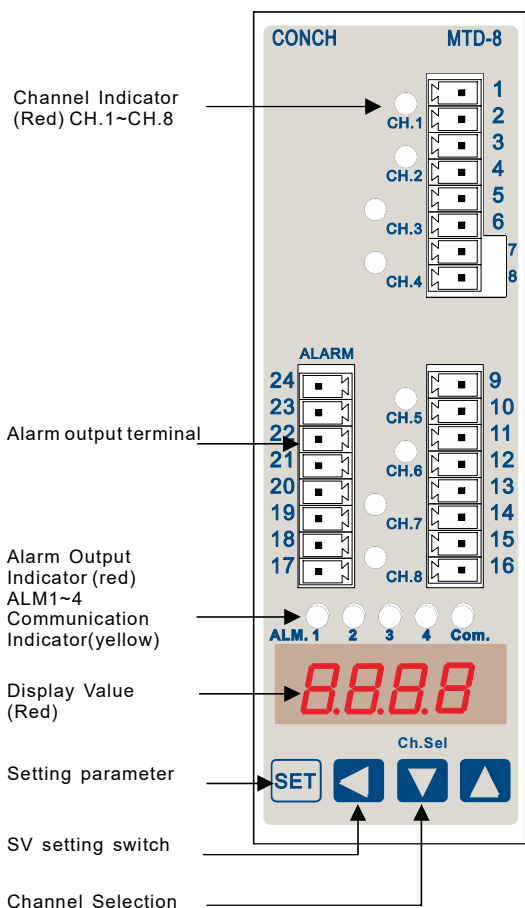 CONCH MTD-8
Channel Indicator
(Red) CH.1~CH.8
1
CH.1 2
3
CH.2 4
5
CH.3 6
7
CH.4 8
ALARM
24 9
23 CH.5 10
Alarm output terminal
22 11
21 CH.6 12
20 13
19 CH.7 14
18 15
17 CH.8 16
Alarm Output
Indicator (red)
ALM1~4
Communication
Indicator(yellow)
ALM. 1 2 3 4 Com.
Display Value
(Red)
8.8.8.8
Ch.Sel
Setting parameter
SET
SV setting switch
Channel Selection